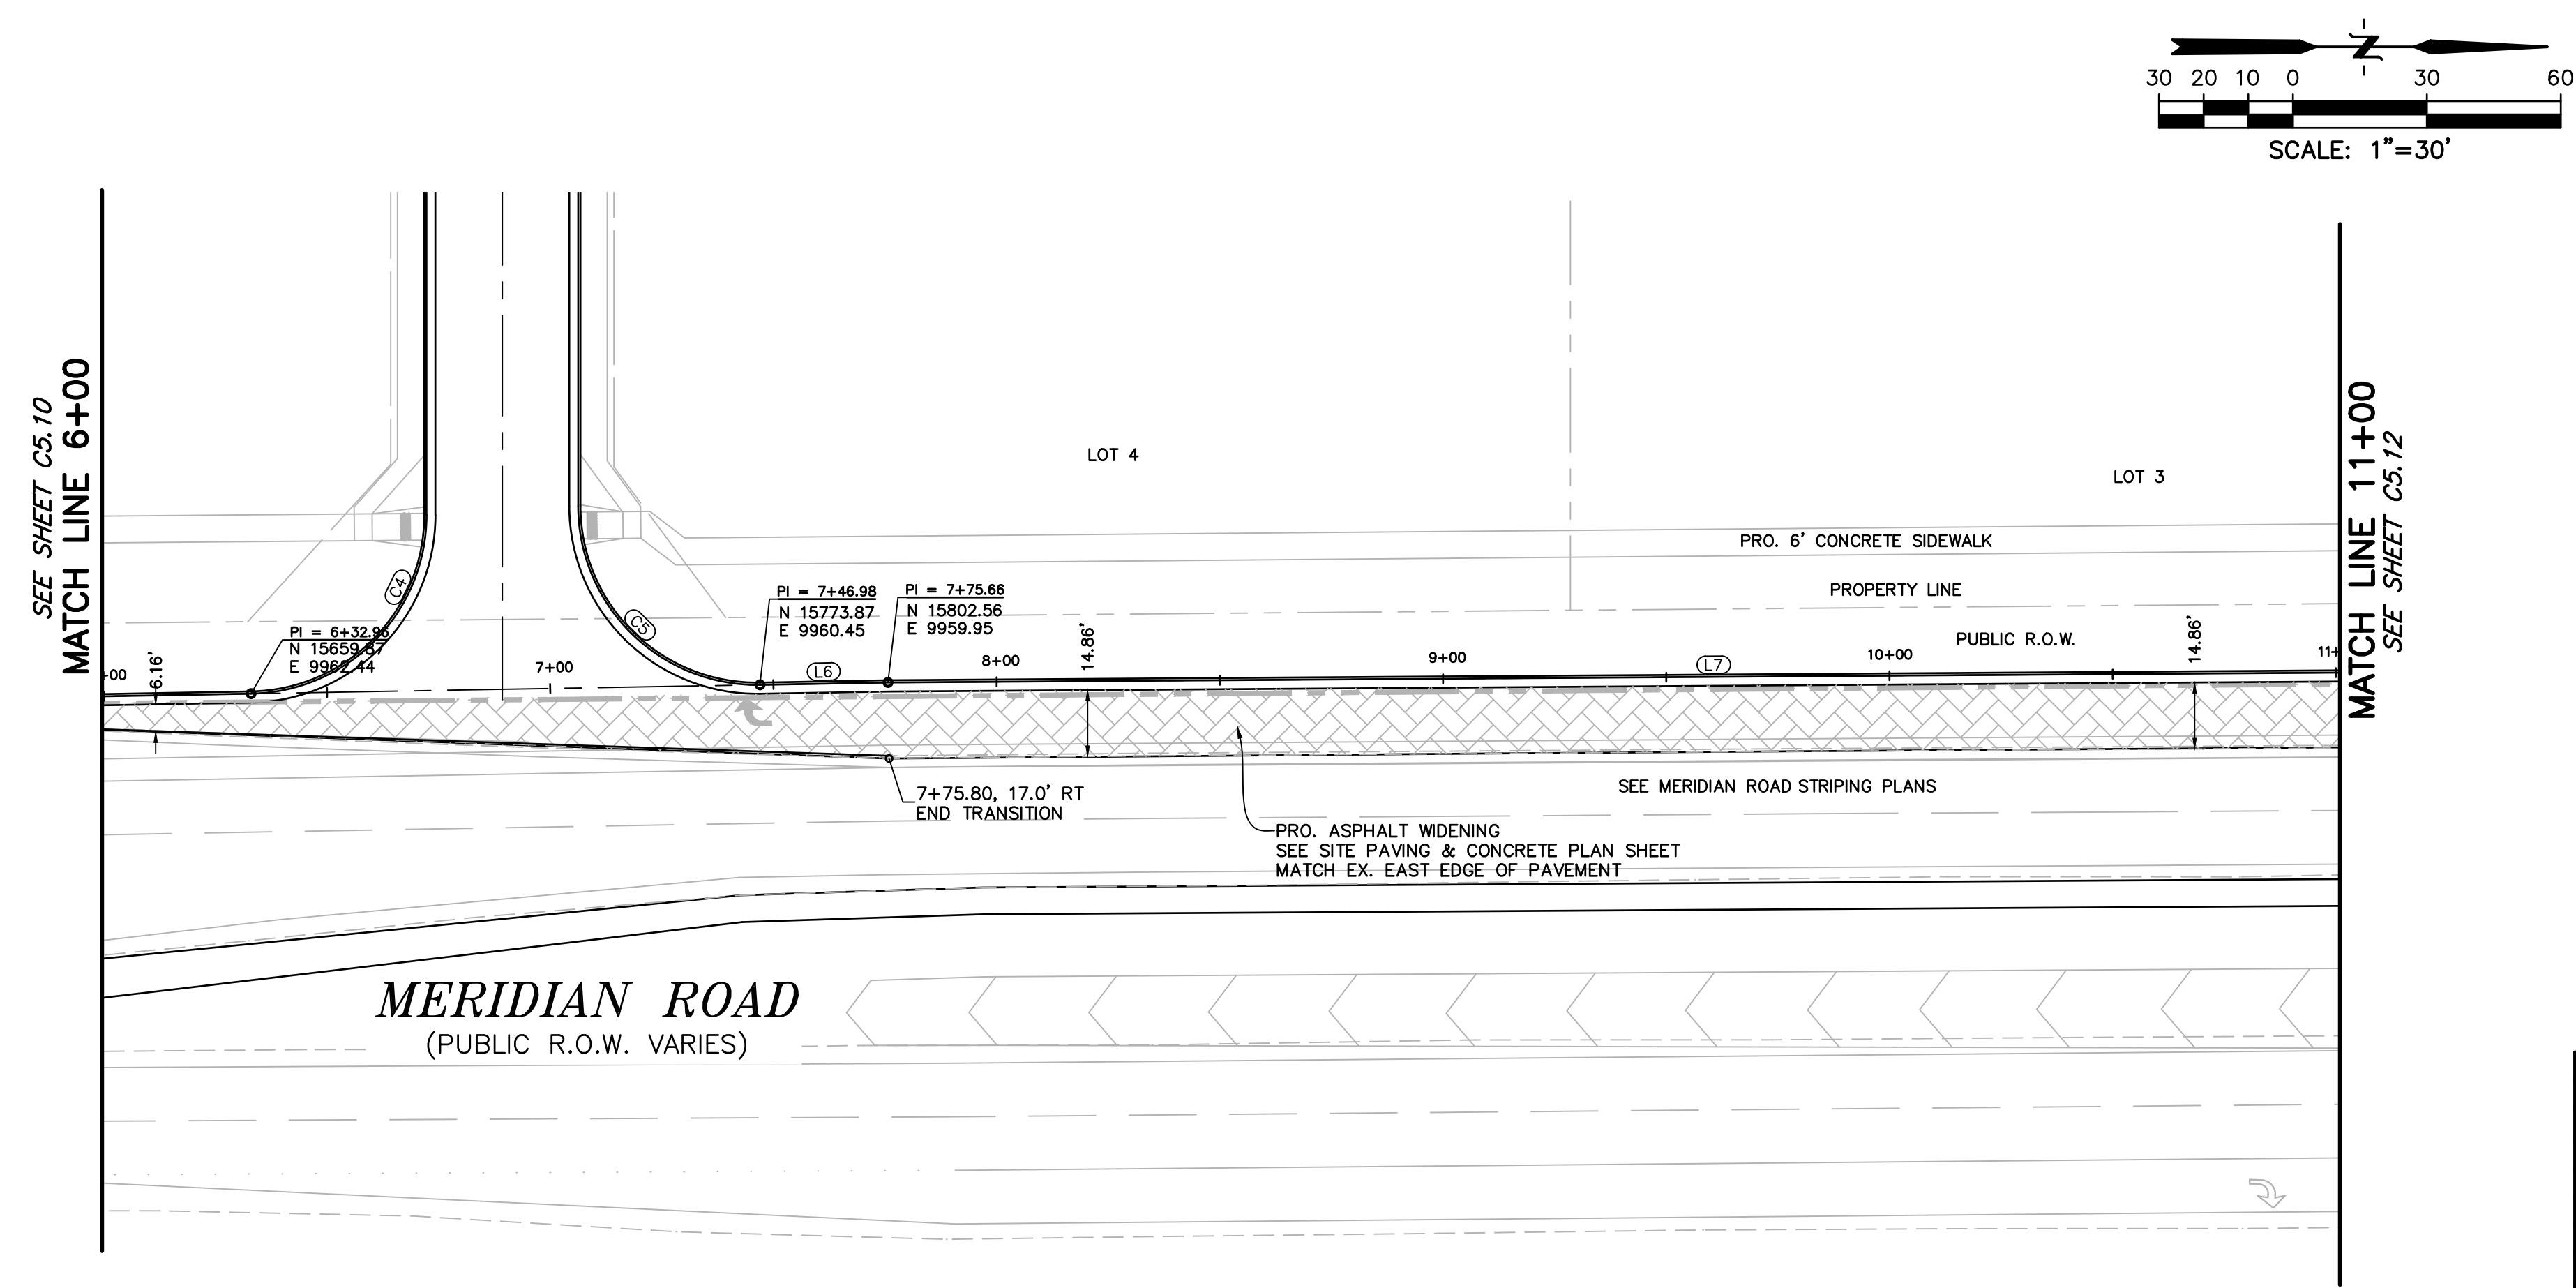 N
30 20 10 0 30 60
SCALE: 1"=30'
SEE SHEET C5.10
MATCH LINE 6+00
MATCH LINE 11+00
SEE SHEET C5.12
LOT 4
LOT 3
PRO. 6' CONCRETE SIDEWALK
PROPERTY LINE
PUBLIC R.O.W.
C4
C5
PI = 6+32.96
N 15659.87
E 9962.44
PI = 7+46.98
N 15773.87
E 9960.45
PI = 7+75.66
N 15802.56
E 9959.95
6.16'
14.86'
14.86'
L6
L7
+00
7+00
8+00
9+00
10+00
11+
7+75.80, 17.0' RT
END TRANSITION
SEE MERIDIAN ROAD STRIPING PLANS
PRO. ASPHALT WIDENING
SEE SITE PAVING & CONCRETE PLAN SHEET
MATCH EX. EAST EDGE OF PAVEMENT
MERIDIAN ROAD
(PUBLIC R.O.W. VARIES)